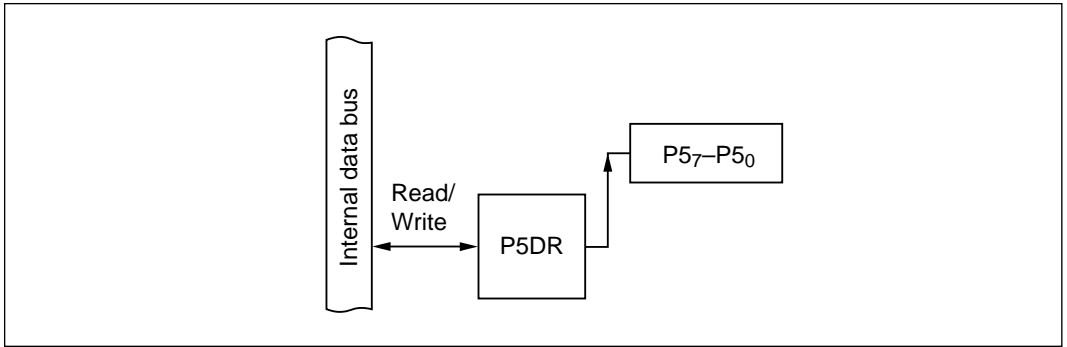 Internal data bus
Read/
Write
P5DR
P5₇–P5₀